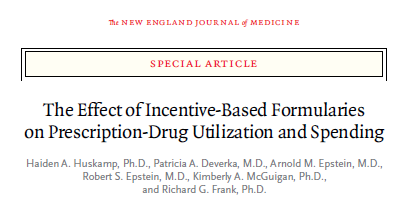 The NEW ENGLAND JOURNAL of MEDICINE
SPECIAL ARTICLE
The Effect of Incentive-Based Formularies
on Prescription-Drug Utilization and Spending
Haiden A. Huskamp, Ph.D., Patricia A. Deverka, M.D., Arnold M. Epstein, M.D.,
Robert S. Epstein, M.D., Kimberly A. McGuigan, Ph.D.,
and Richard G. Frank, Ph.D.